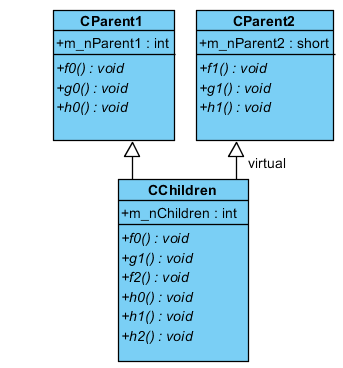 CParent1
+m_nParent1 : int
+f0() : void
+g0() : void
+h0() : void
CParent2
+m_nParent2 : short
+f1() : void
+g1() : void
+h1() : void
virtual
CChildren
+m_nChildren : int
+f0() : void
+g1() : void
+f2() : void
+h0() : void
+h1() : void
+h2() : void